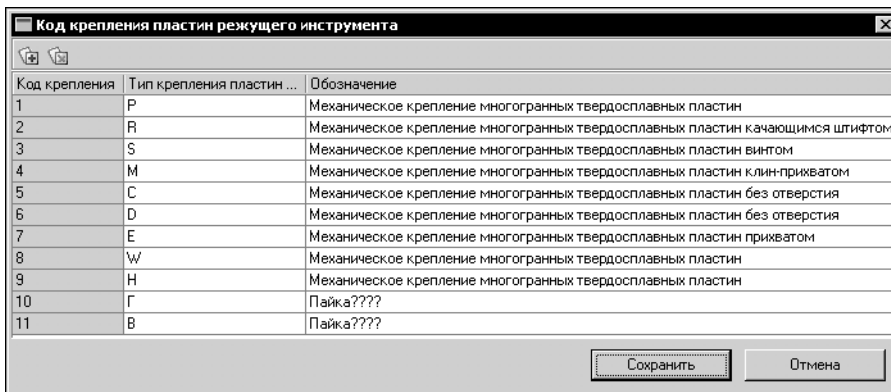 Код крепления пластин режущего инструмента
Код крепления Тип крепления пластин ... Обозначение
1 P Механическое крепление многогранных твердосплавных пластин
2 R Механическое крепление многогранных твердосплавных пластин качающимся штифтом
3 S Механическое крепление многогранных твердосплавных пластин винтом
4 M Механическое крепление многогранных твердосплавных пластин клин-прихватом
5 C Механическое крепление многогранных твердосплавных пластин без отверстия
6 D Механическое крепление многогранных твердосплавных пластин без отверстия
7 E Механическое крепление многогранных твердосплавных пластин прихватом
8 W Механическое крепление многогранных твердосплавных пластин
9 H Механическое крепление многогранных твердосплавных пластин
10 Г Пайка????
11 В Пайка????
Сохранить Отмена